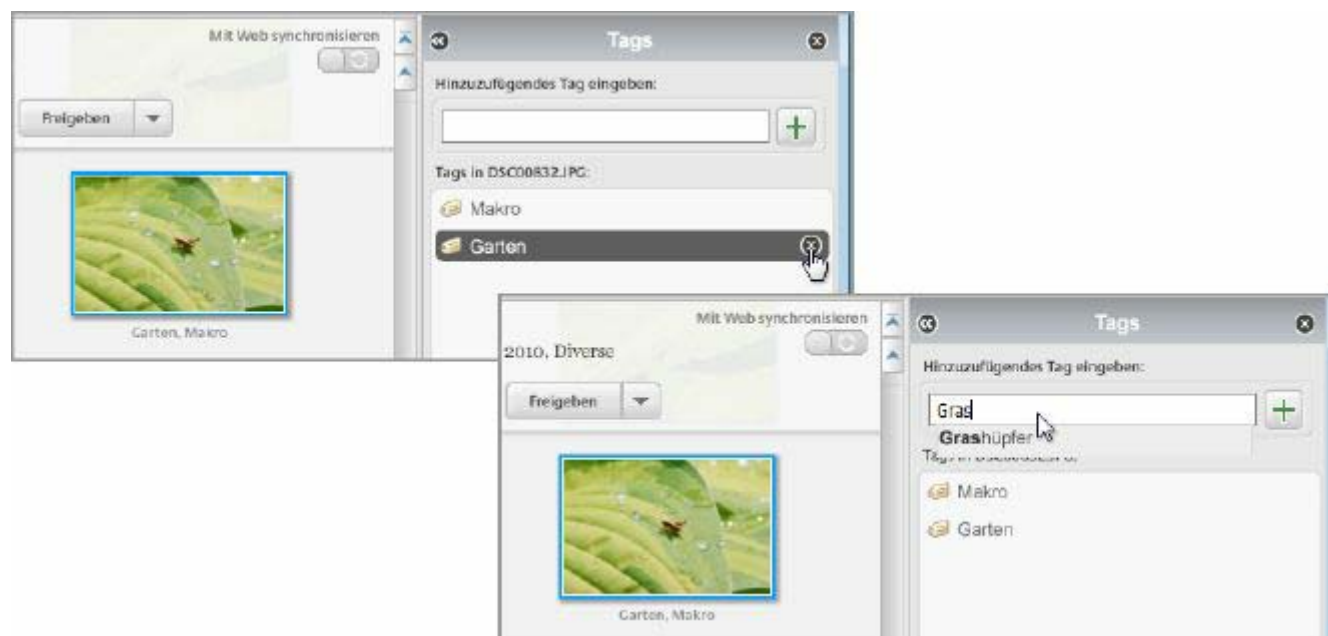 Mit Web synchronisieren
Freigeben
Garten, Makro
Tags
Hinzuzufügendes Tag eingeben:
Tags in DSC00832.JPG:
Makro
Garten
Mit Web synchronisieren
2010, Diverse
Freigeben
Garten, Makro
Tags
Hinzuzufügendes Tag eingeben:
Gras
Grashüpfer
Makro
Garten